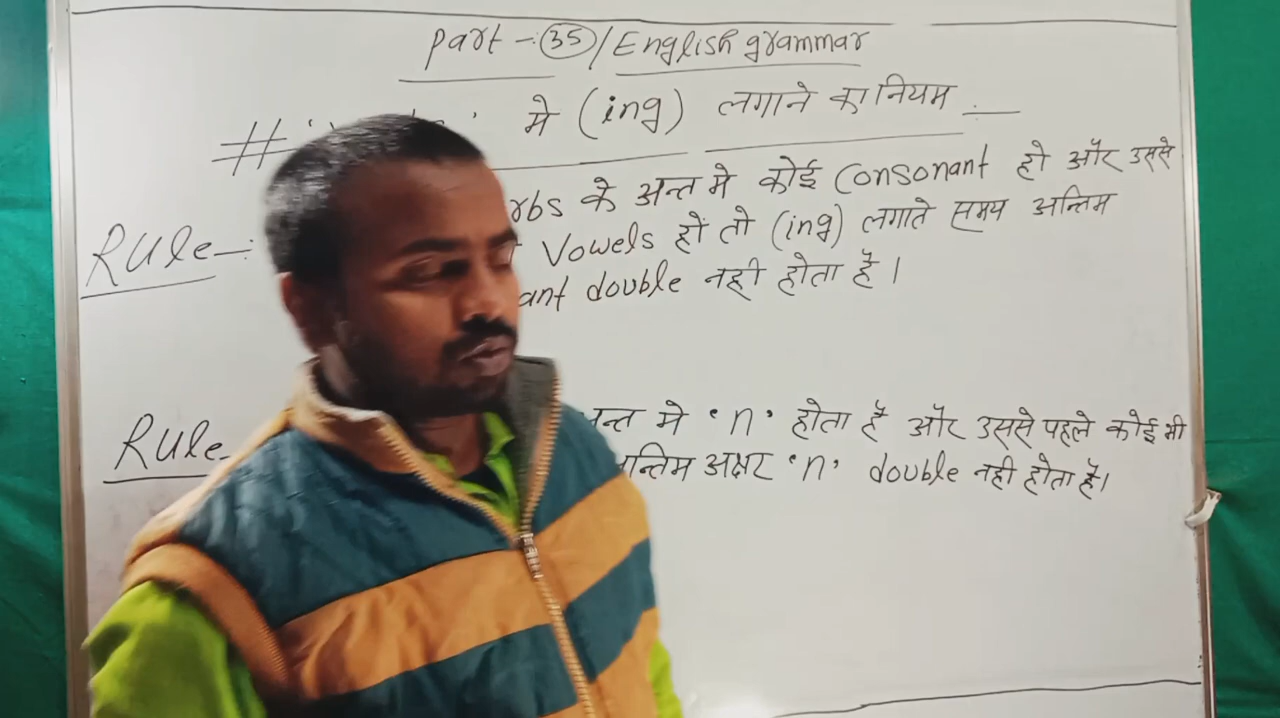 Part -: (35) / English grammar
# मे (ing) लगाने का नियम :—
Rule -: rbs के अन्त मे कोई Consonant हो और उससे
Vowels हों तो (ing) लगाते समय अन्तिम
ant double नही होता है।
Rule अन्त मे 'n' होता है और उससे पहले कोई भी
अन्तिम अक्षर 'n' double नही होता है।